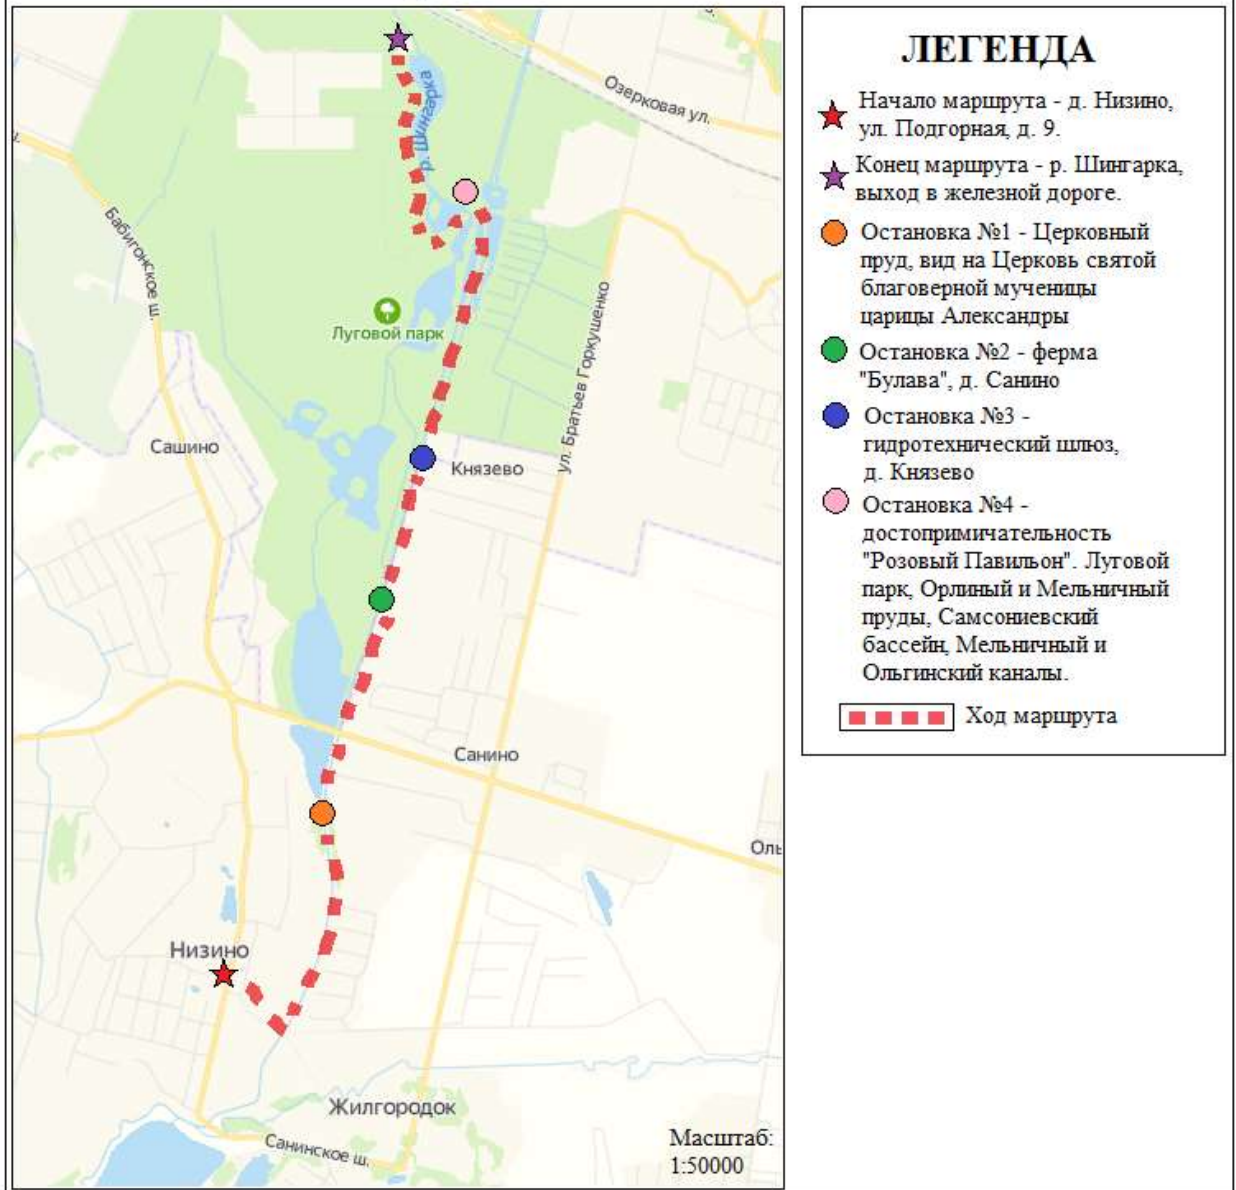 Озерковая ул.
р. Шингарка
Бабигонское ш.
Луговой парк
ул. Братьев Горкушенко
Сашино
Князево
Санино
Низино
Жилгородок
Санинское ш.
Масштаб:
1:50000
ЛЕГЕНДА
Начало маршрута - д. Низино,
ул. Подгорная, д. 9.
Конец маршрута - р. Шингарка,
выход в железной дороге.
Остановка №1 - Церковный
пруд, вид на Церковь святой
благоверной мученицы
царицы Александры
Остановка №2 - ферма
"Булава", д. Санино
Остановка №3 -
гидротехнический шлюз,
д. Князево
Остановка №4 -
достопримичательность
"Розовый Павильон". Луговой
парк, Орлиный и Мельничный
пруды, Самсониевский
бассейн, Мельничный и
Ольгинский каналы.
Ход маршрута